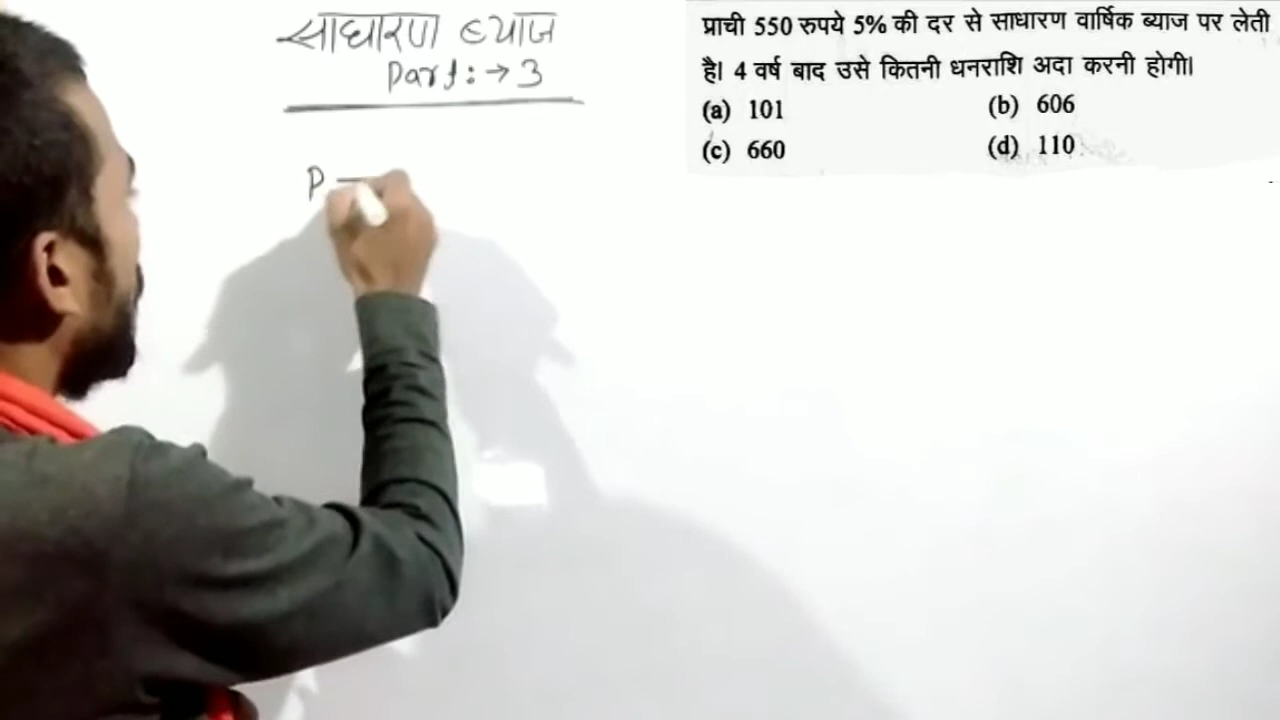 साधारण ब्याज
Part :→ 3
P –
प्राची 550 रुपये 5% की दर से साधारण वार्षिक ब्याज पर लेती
है। 4 वर्ष बाद उसे कितनी धनराशि अदा करनी होगी।
(a) 101 (b) 606
(c) 660 (d) 110